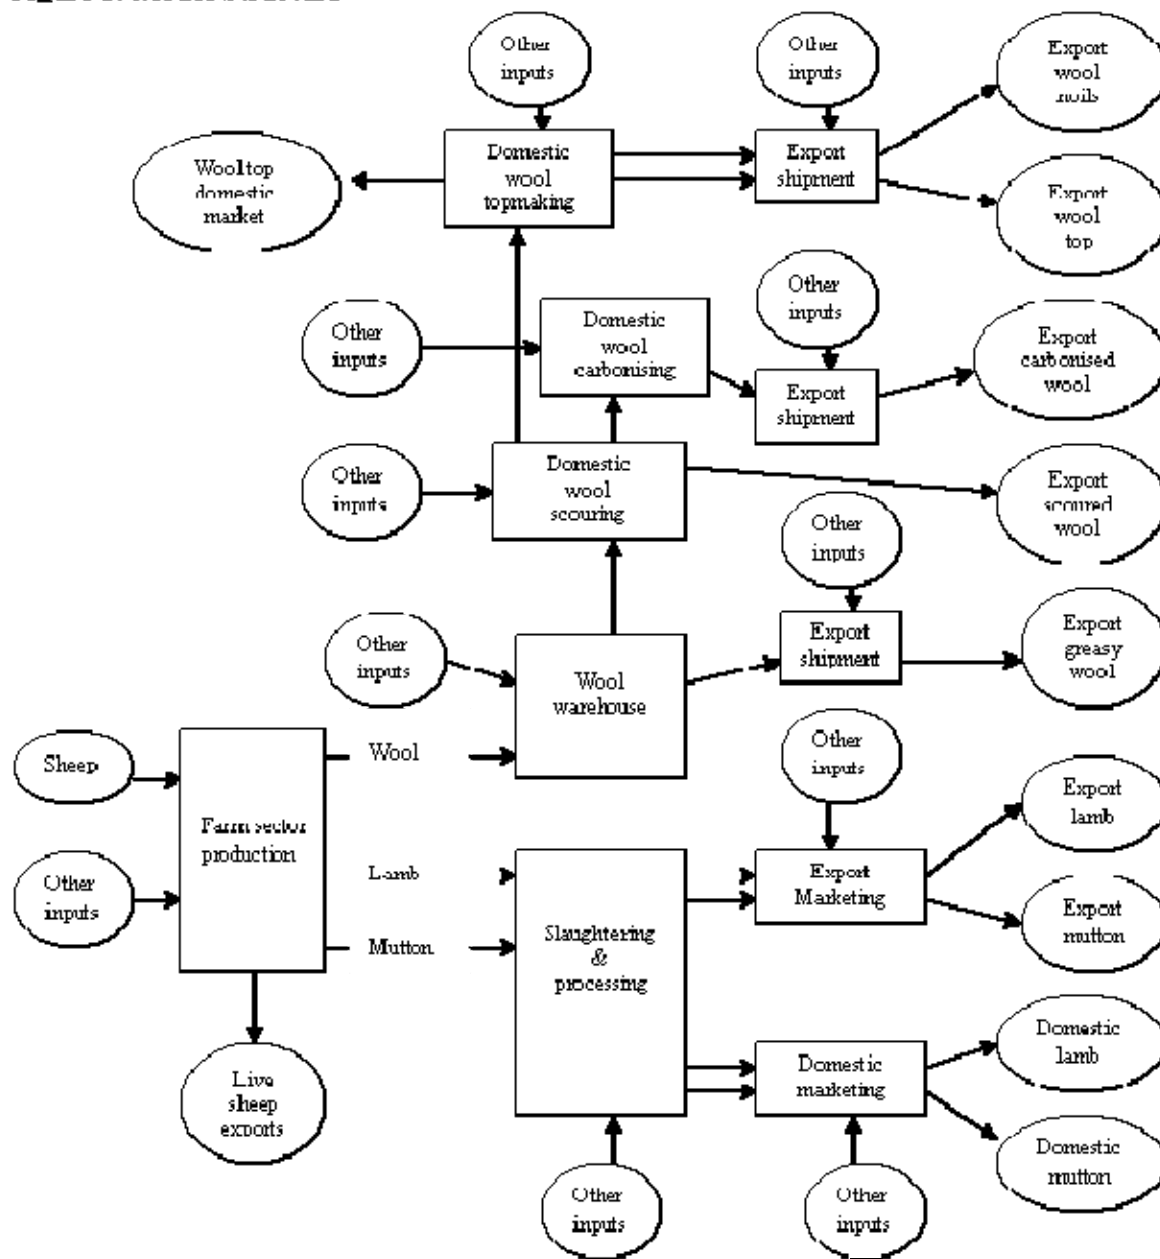 Other
inputs
Other
inputs
Export
wool
noils
Wool top
domestic
market
Domestic
wool
topmaking
Export
shipment
Export
wool
top
Other
inputs
Other
inputs
Domestic
wool
carbonising
Export
shipment
Export
carbonised
wool
Other
inputs
Domestic
wool
scouring
Export
scoured
wool
Other
inputs
Other
inputs
Wool
warehouse
Export
shipment
Export
greasy
wool
Sheep
Other
inputs
Farm sector
production
Wool
Lamb
Mutton
Other
inputs
Export
lamb
Slaughtering
&
processing
Export
Marketing
Export
mutton
Live
sheep
exports
Domestic
marketing
Domestic
lamb
Domestic
mutton
Other
inputs
Other
inputs